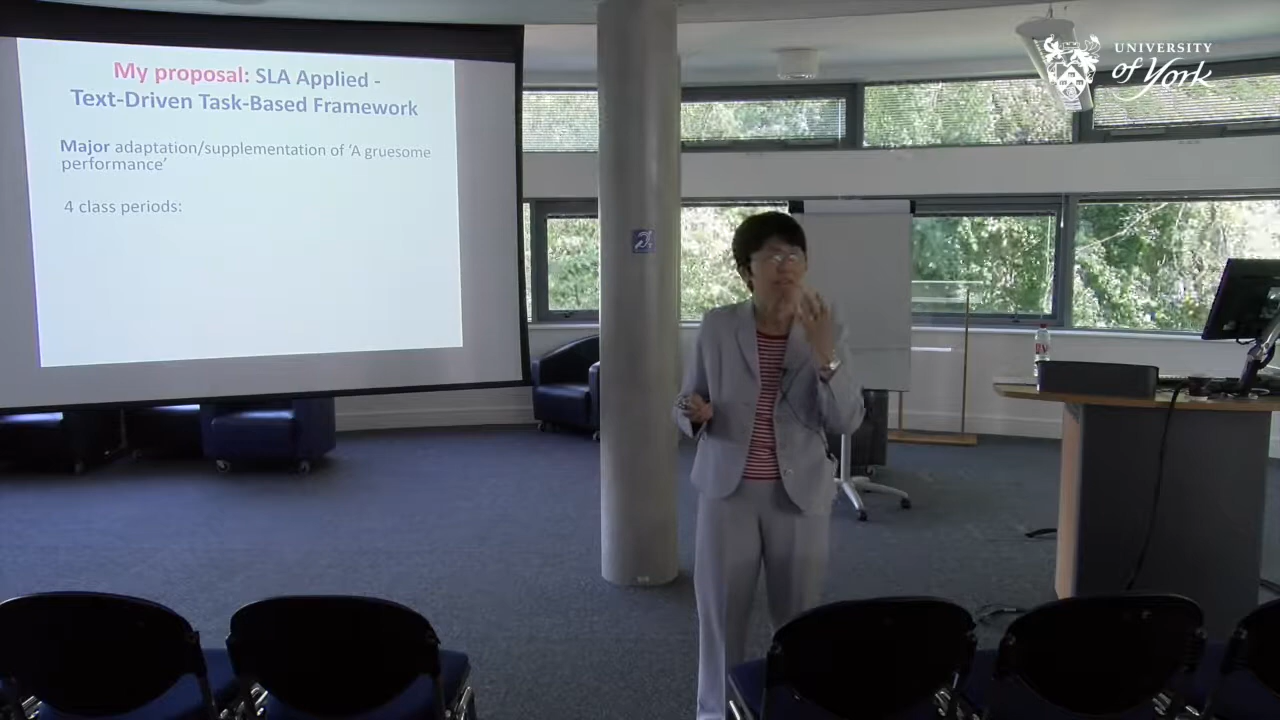 My proposal: SLA Applied -
Text-Driven Task-Based Framework
Major adaptation/supplementation of ‘A gruesome
performance’
4 class periods:
UNIVERSITY
of York